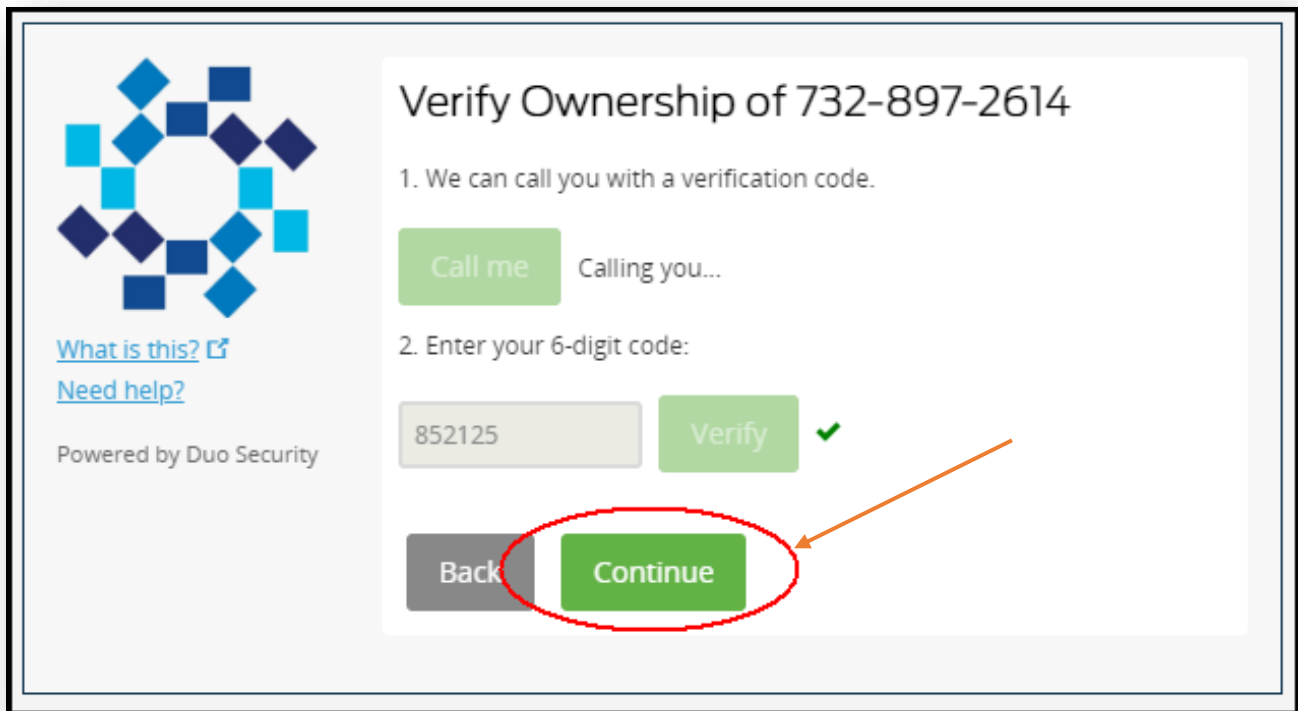 Verify Ownership of 732-897-2614
1. We can call you with a verification code.
Call me
Calling you...
2. Enter your 6-digit code:
852125
Verify
Back
Continue
What is this?
Need help?
Powered by Duo Security